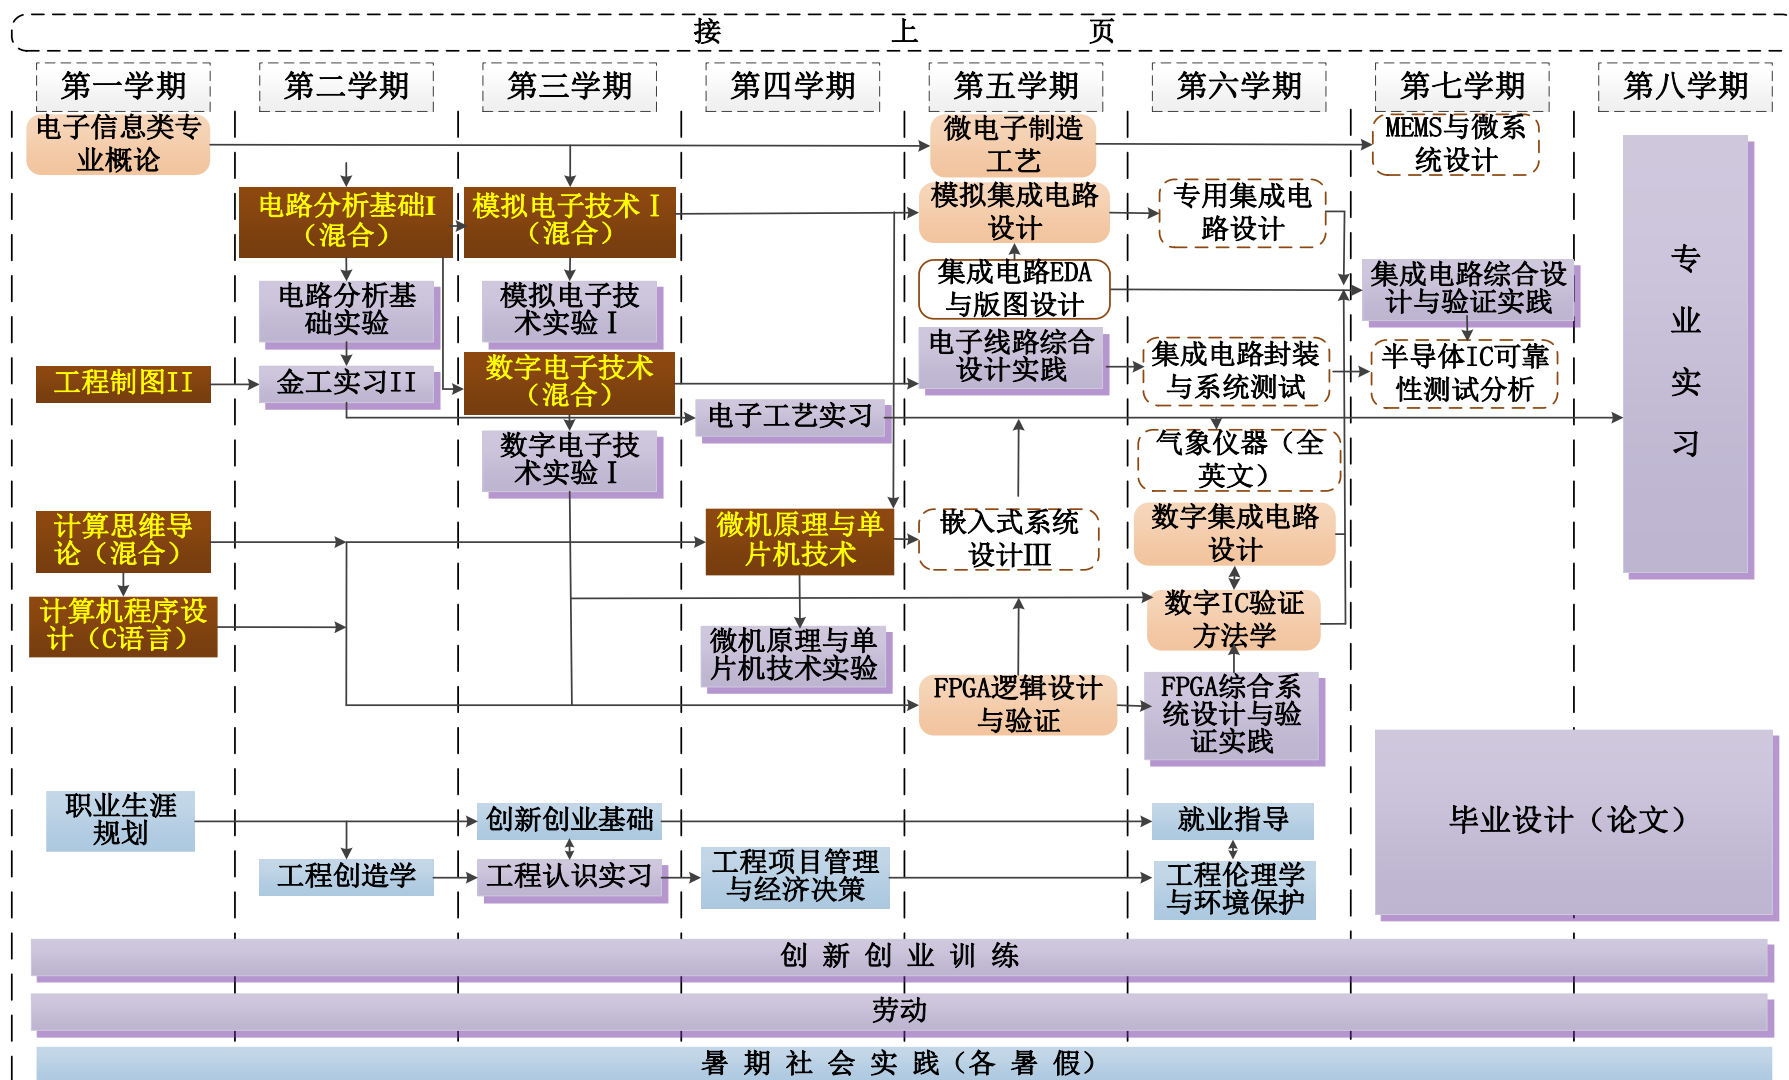 接 上 页
第一学期
第二学期
第三学期
第四学期
第五学期
第六学期
第七学期
第八学期
电子信息类专
业概论
微电子制造
工艺
MEMS与微系
统设计
电路分析基础I
（混合）
模拟电子技术Ⅰ
（混合）
模拟集成电路
设计
专用集成电
路设计
专
业
实
习
电路分析基
础实验
模拟电子技
术实验Ⅰ
集成电路EDA
与版图设计
集成电路综合设
计与验证实践
工程制图II
金工实习II
数字电子技术
（混合）
电子线路综合
设计实践
集成电路封装
与系统测试
半导体IC可靠
性测试分析
电子工艺实习
数字电子技
术实验Ⅰ
气象仪器（全
英文）
计算思维导
论（混合）
微机原理与单
片机技术
嵌入式系统
设计Ⅲ
数字集成电路
设计
计算机程序设
计（C语言）
微机原理与单
片机技术实验
数字IC验证
方法学
FPGA逻辑设计
与验证
FPGA综合系
统设计与验
证实践
职业生涯
规划
创新创业基础
就业指导
毕业设计（论文）
工程创造学
工程认识实习
工程项目管理
与经济决策
工程伦理学
与环境保护
创 新 创 业 训 练
劳动
暑 期 社 会 实 践（各 暑 假）